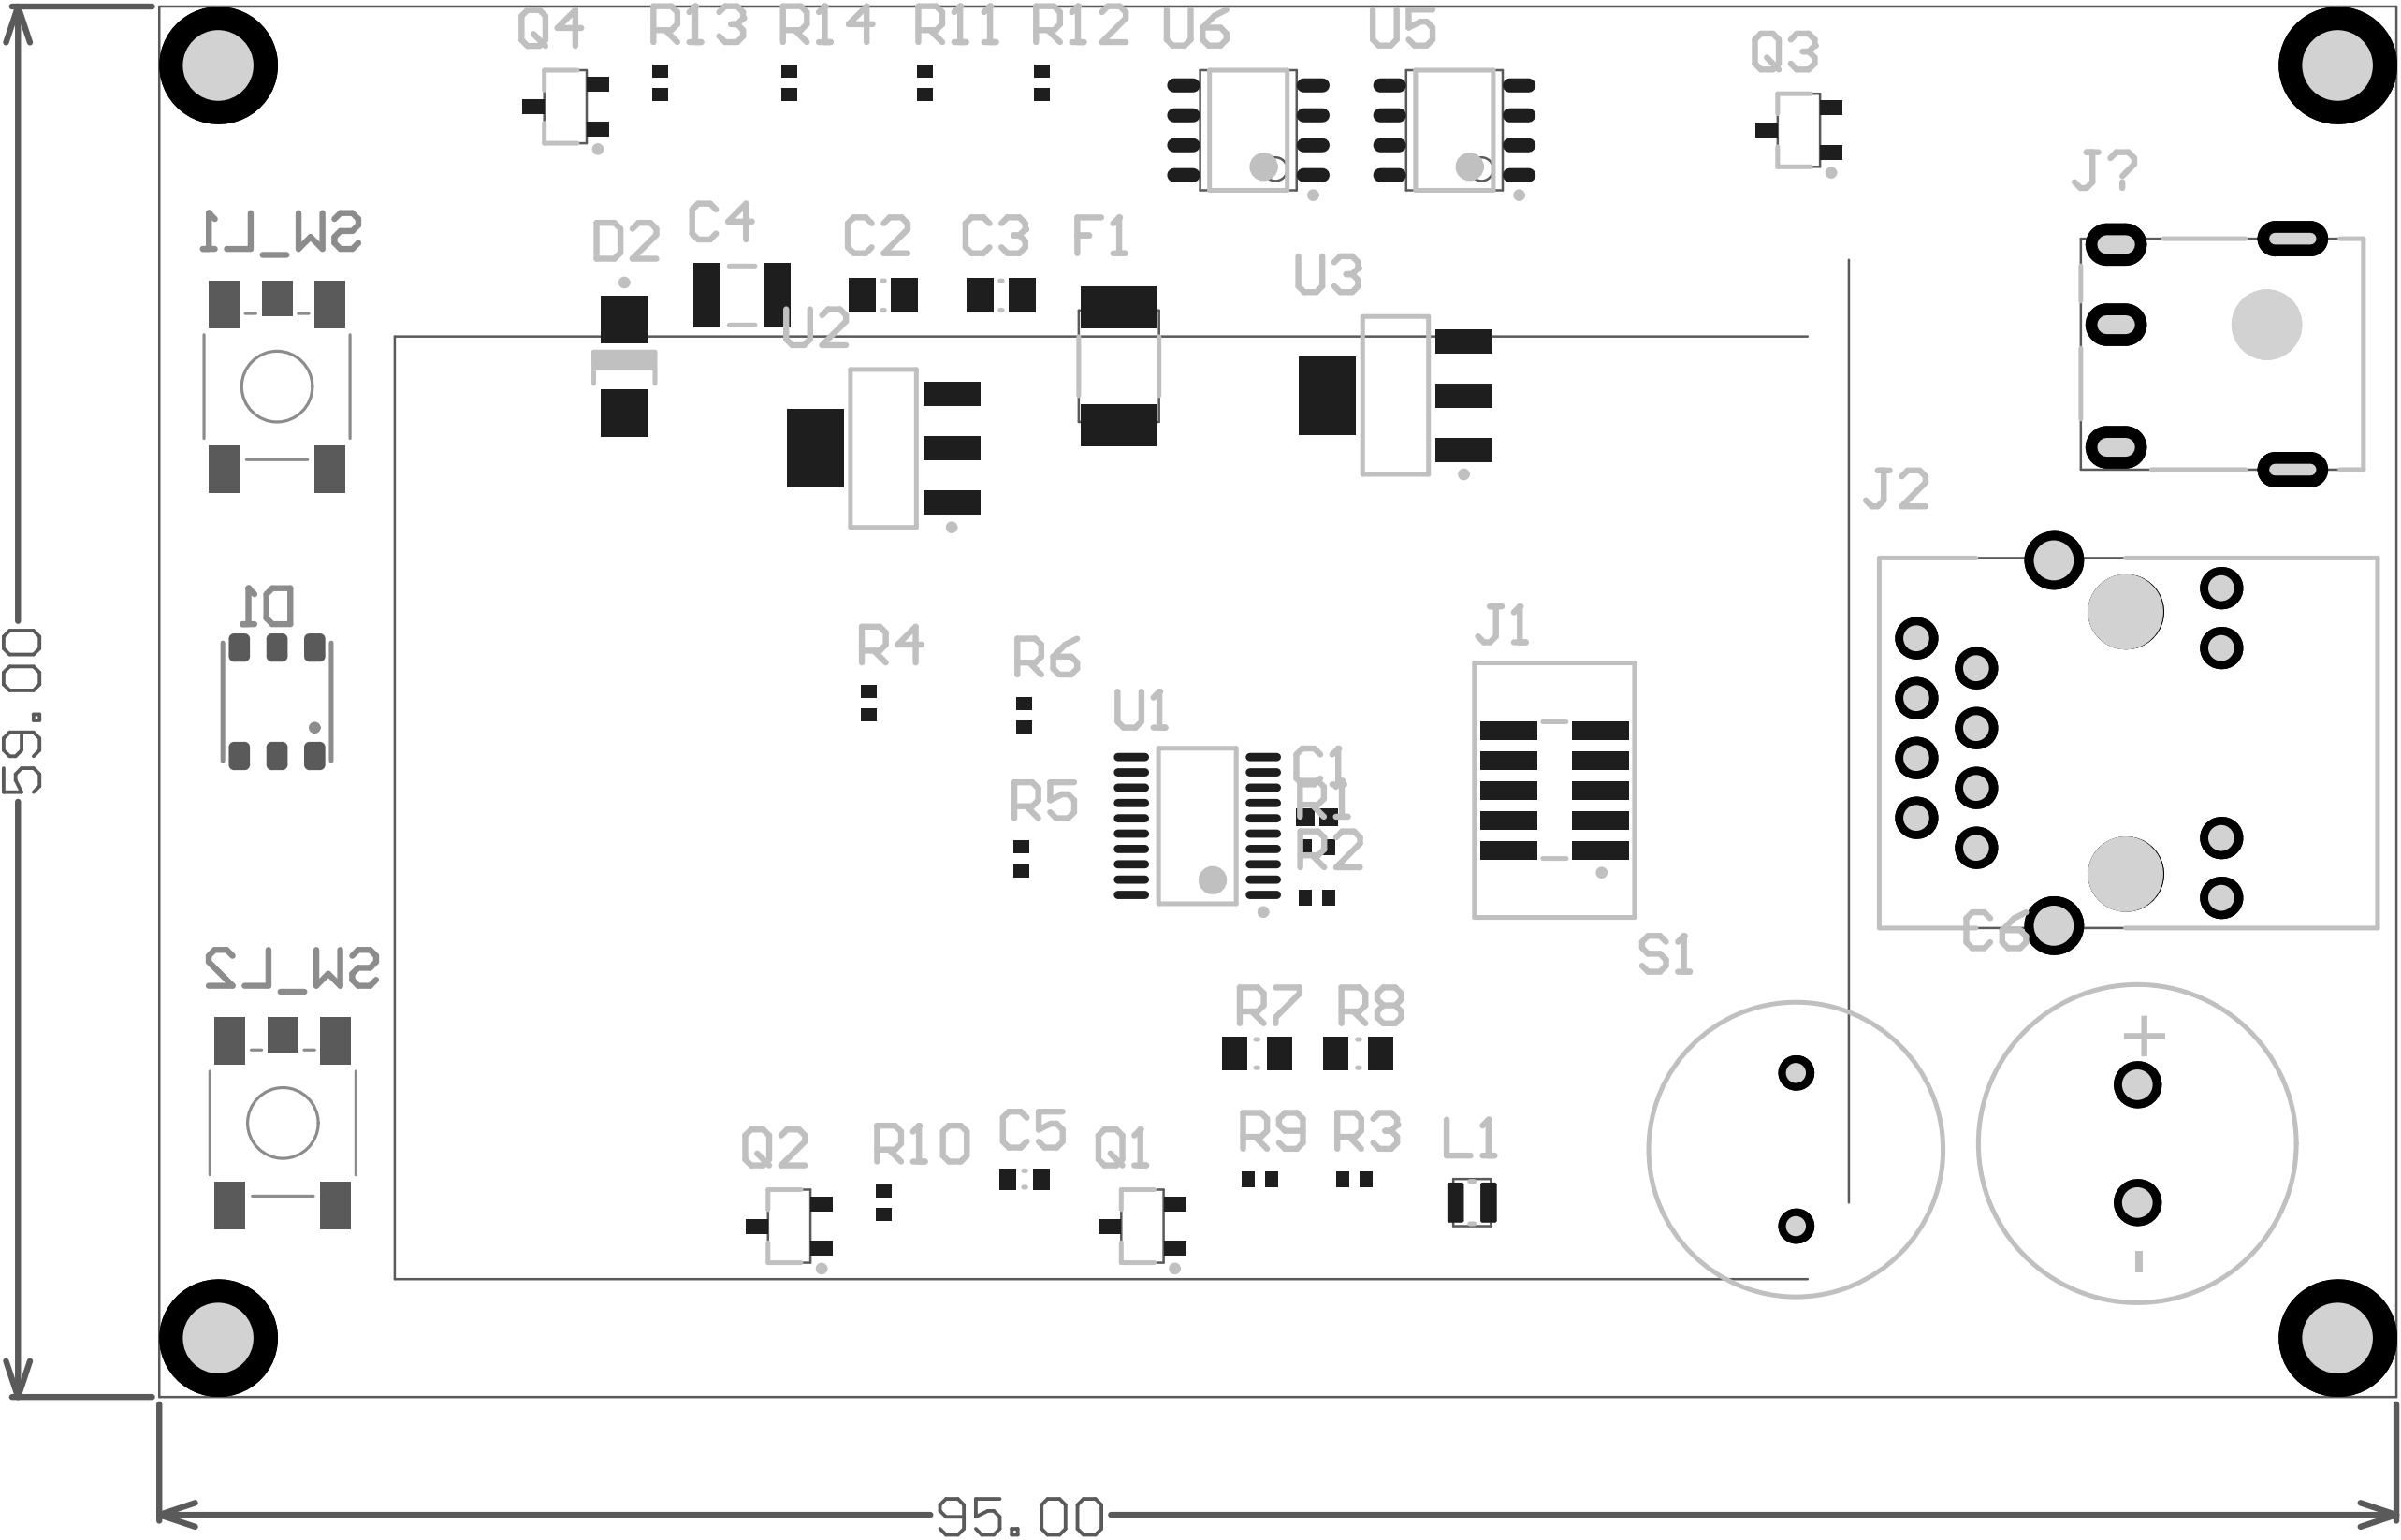 Q4 R13 R14 R11 R12 U6 U5
Q3
J?
SW_L1 D2 C4 C2 C3 F1
U3
U2
J2
D1
R4 R6 J1
U1
C1
R5 R1
R2
59.00
SW_L2 S1 C6
R7 R8
+
Q2 R10 C5 Q1 R9 R3 L1
-
95.00